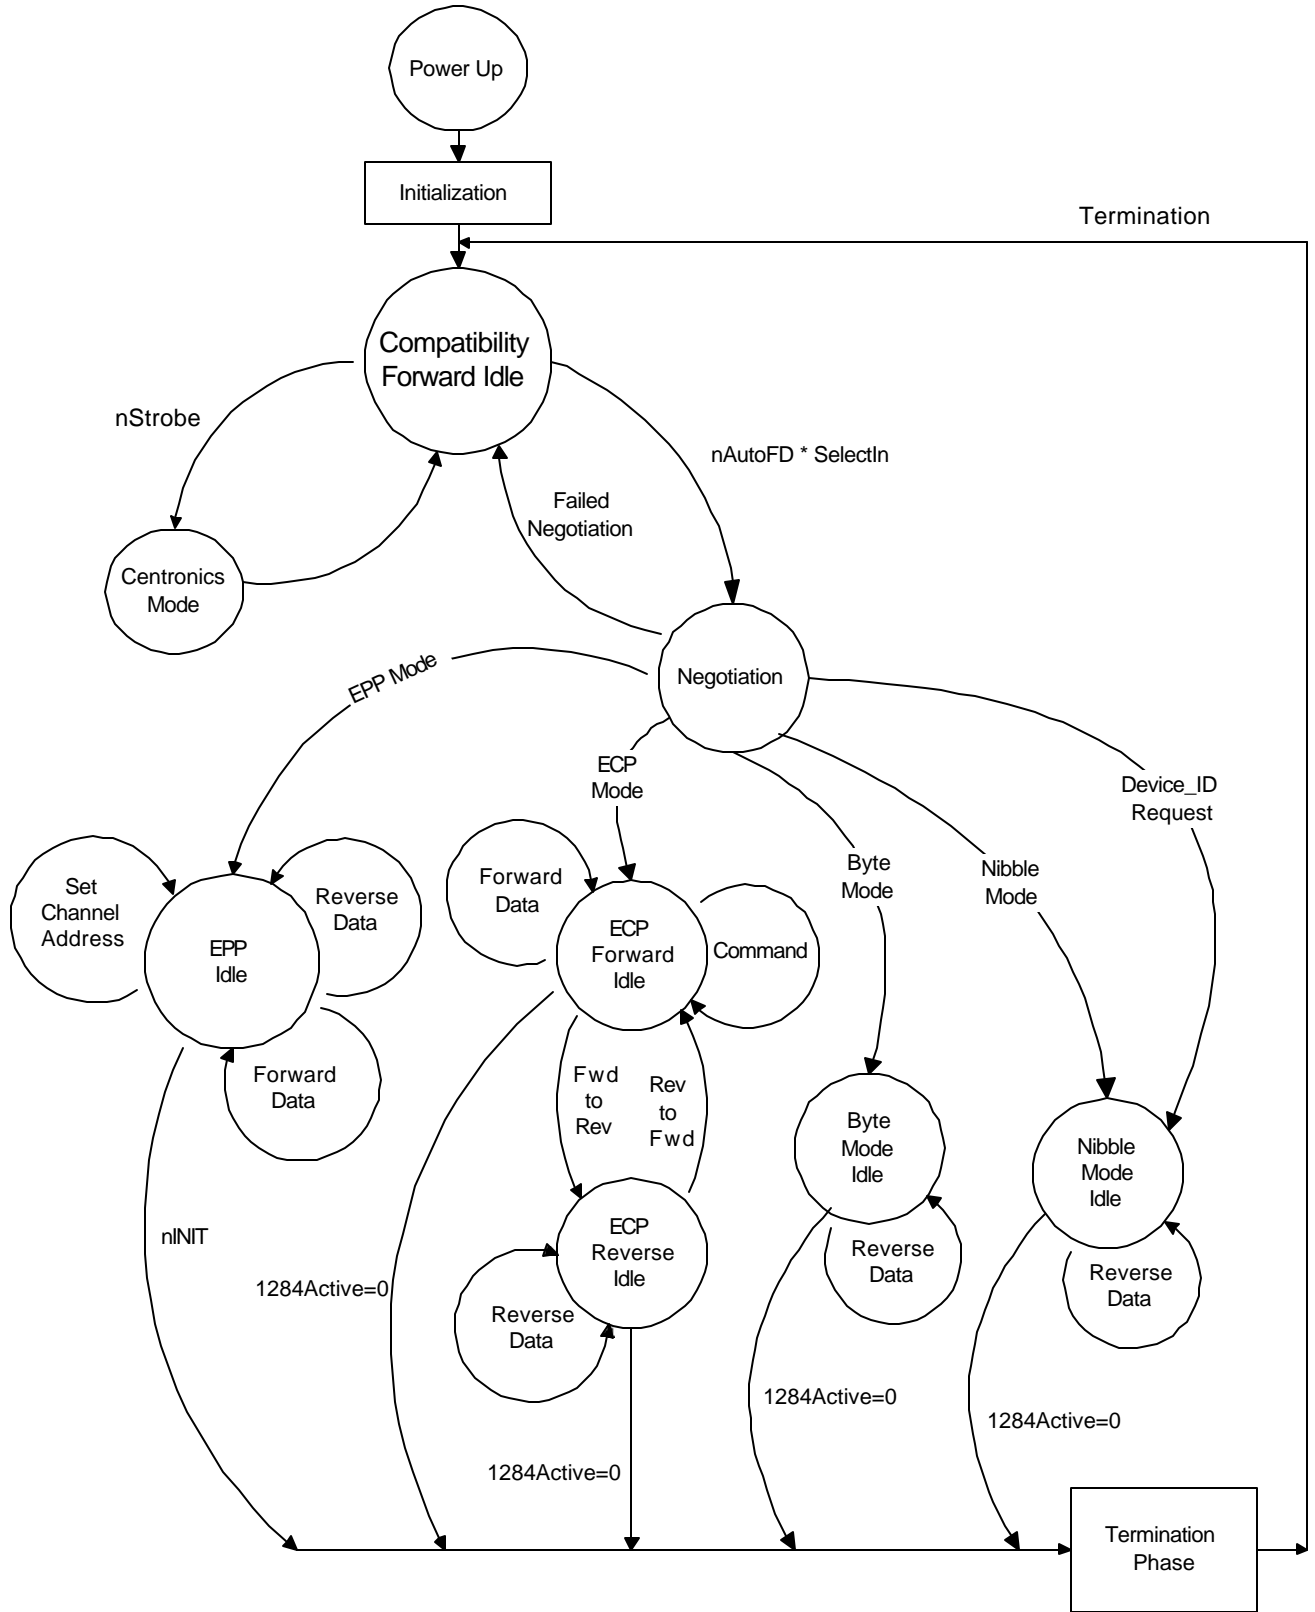 Power Up
Initialization
Termination
Compatibility
Forward Idle
nStrobe
nAutoFD * SelectIn
Failed
Negotiation
Centronics
Mode
EPP Mode
Negotiation
ECP
Mode
Device_ID
Request
Byte
Mode
Nibble
Mode
Set
Channel
Address
Reverse
Data
EPP
Idle
Forward
Data
Forward
Data
ECP
Forward
Idle
Command
Fwd
to
Rev
Rev
to
Fwd
Byte
Mode
Idle
Nibble
Mode
Idle
nINIT
1284Active=0
ECP
Reverse
Idle
Reverse
Data
Reverse
Data
Reverse
Data
1284Active=0
1284Active=0
1284Active=0
Termination
Phase